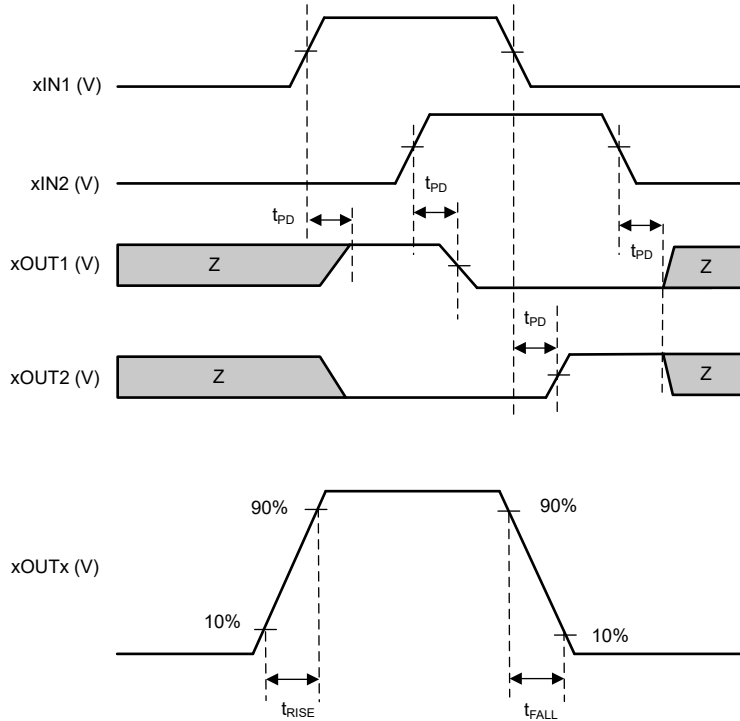 xIN1 (V)
xIN2 (V)
tPD
tPD
tPD
xOUT1 (V)
Z
Z
tPD
xOUT2 (V)
Z
Z
90%
90%
xOUTx (V)
10%
10%
tRISE
tFALL